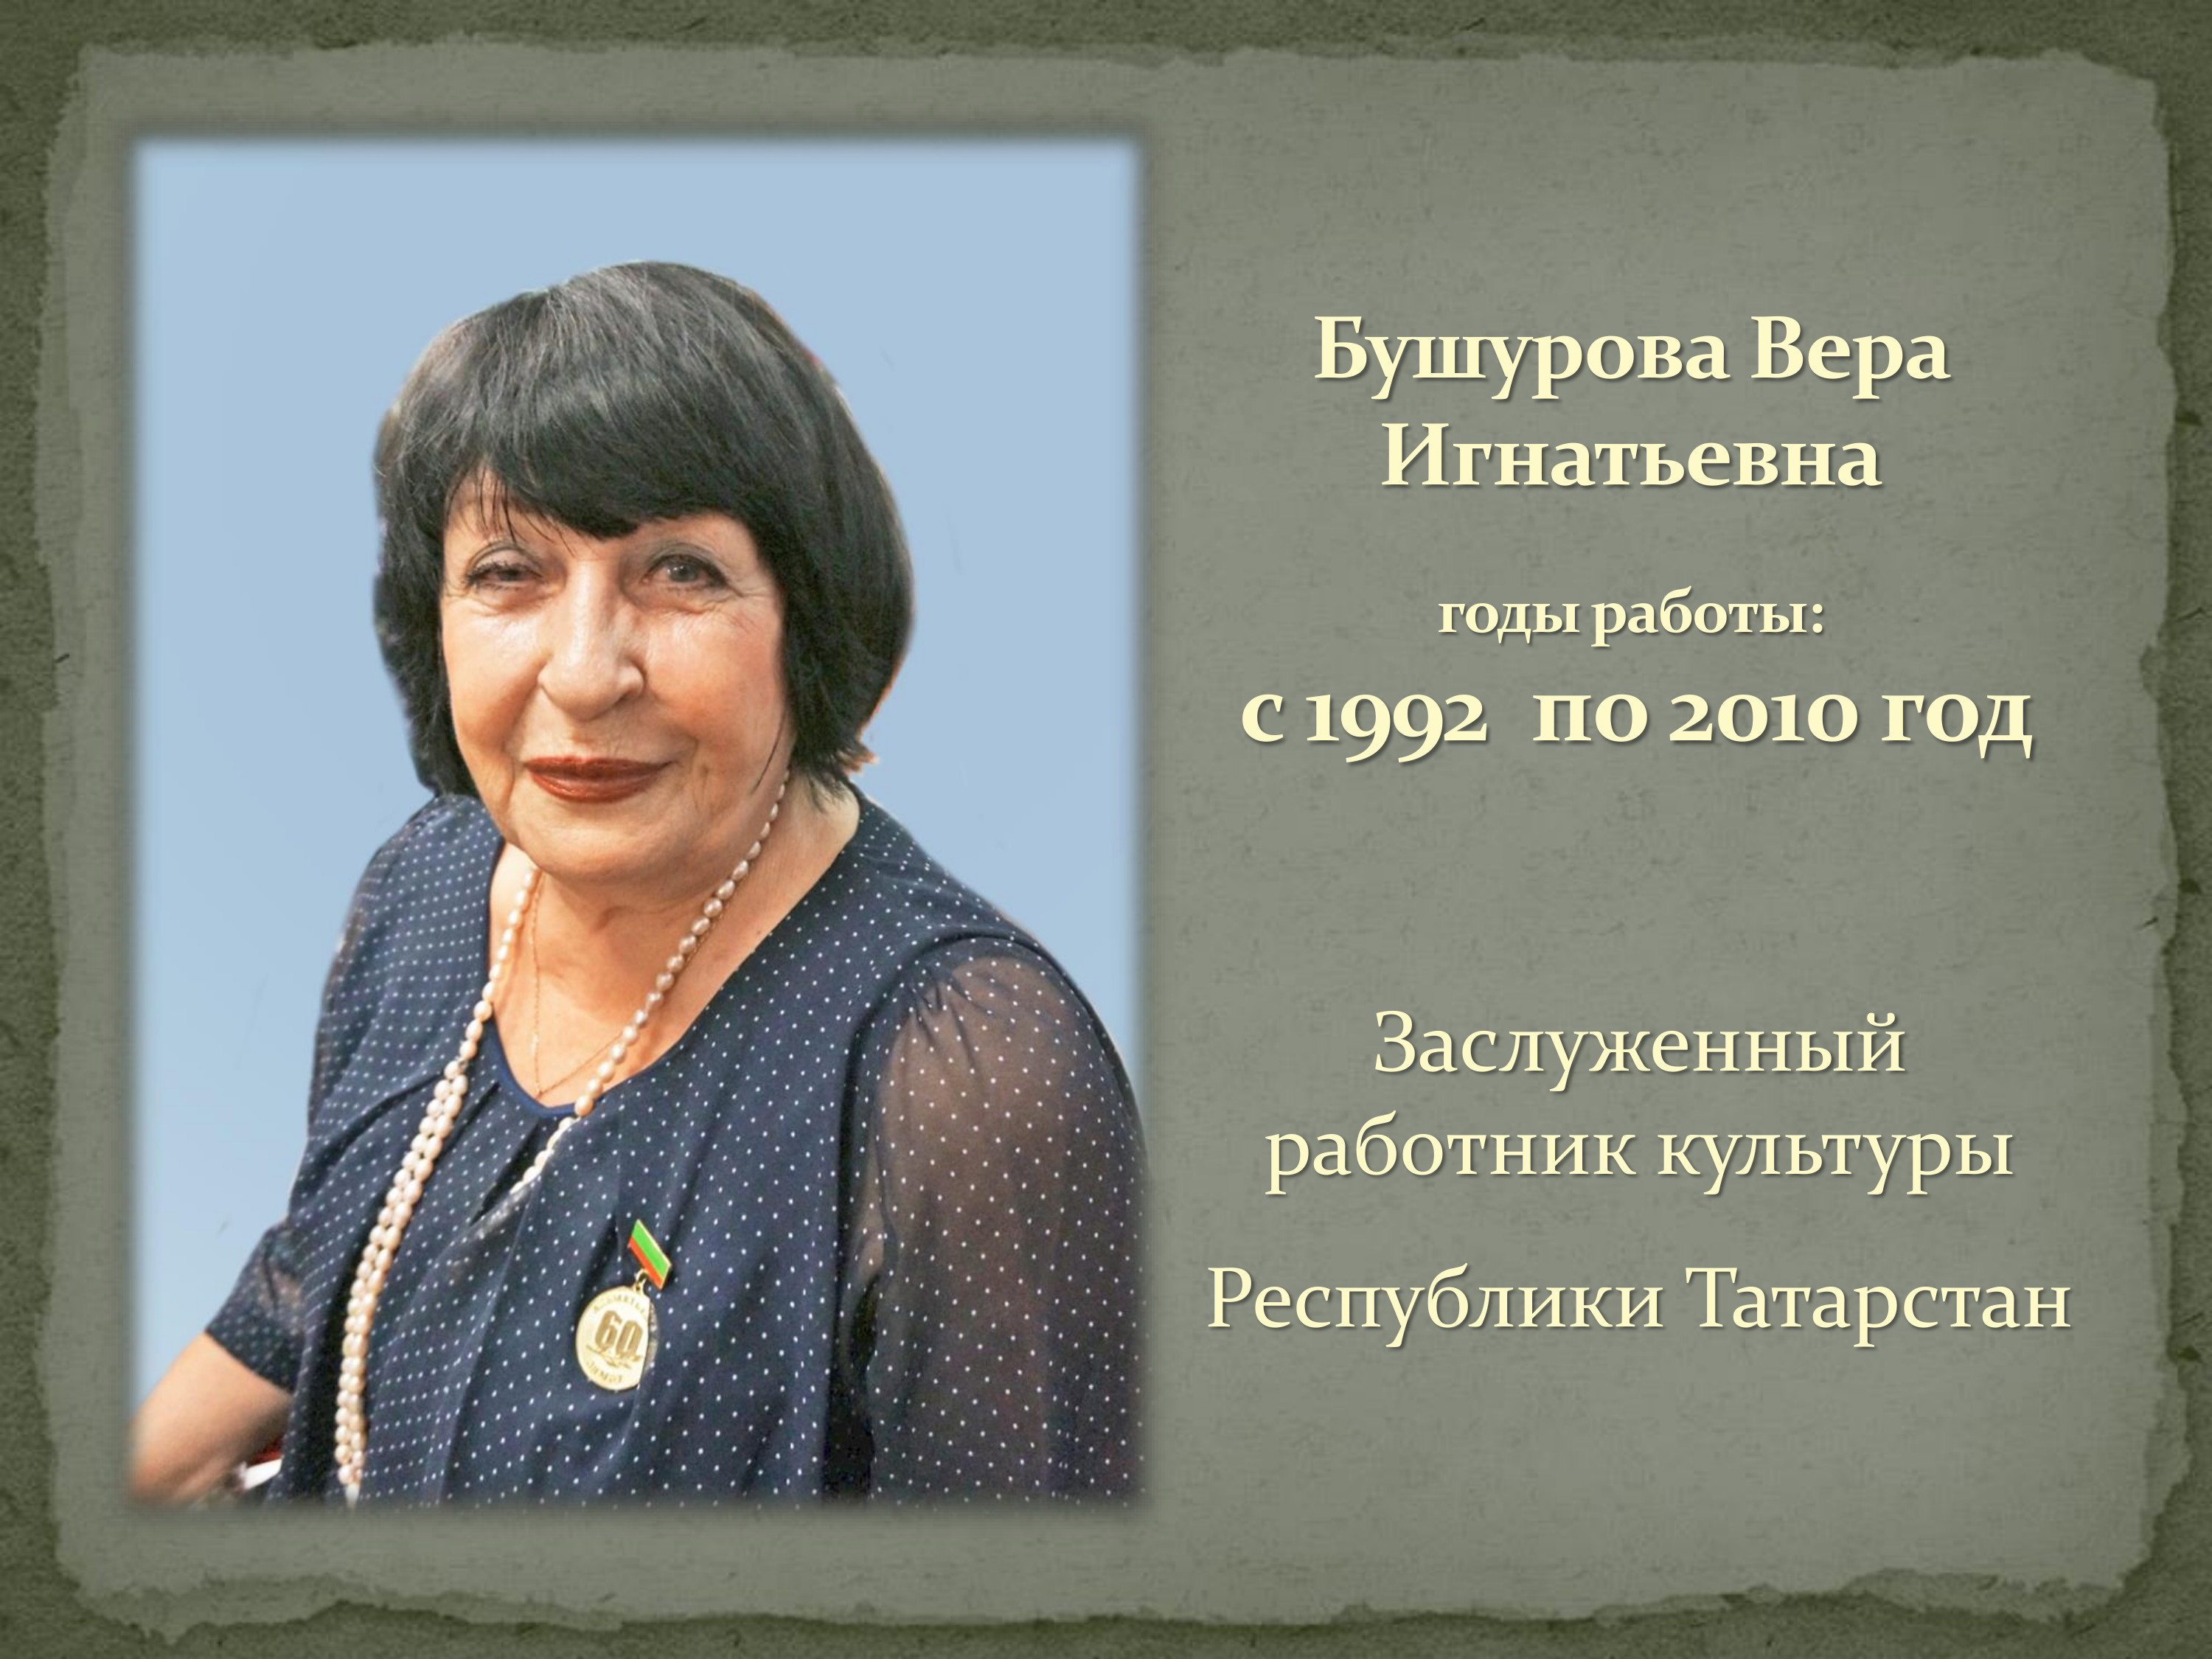 Бушурова Вера
Игнатьевна
годы работы:
с 1992 по 2010 год
Заслуженный
работник культуры
Республики Татарстан
60